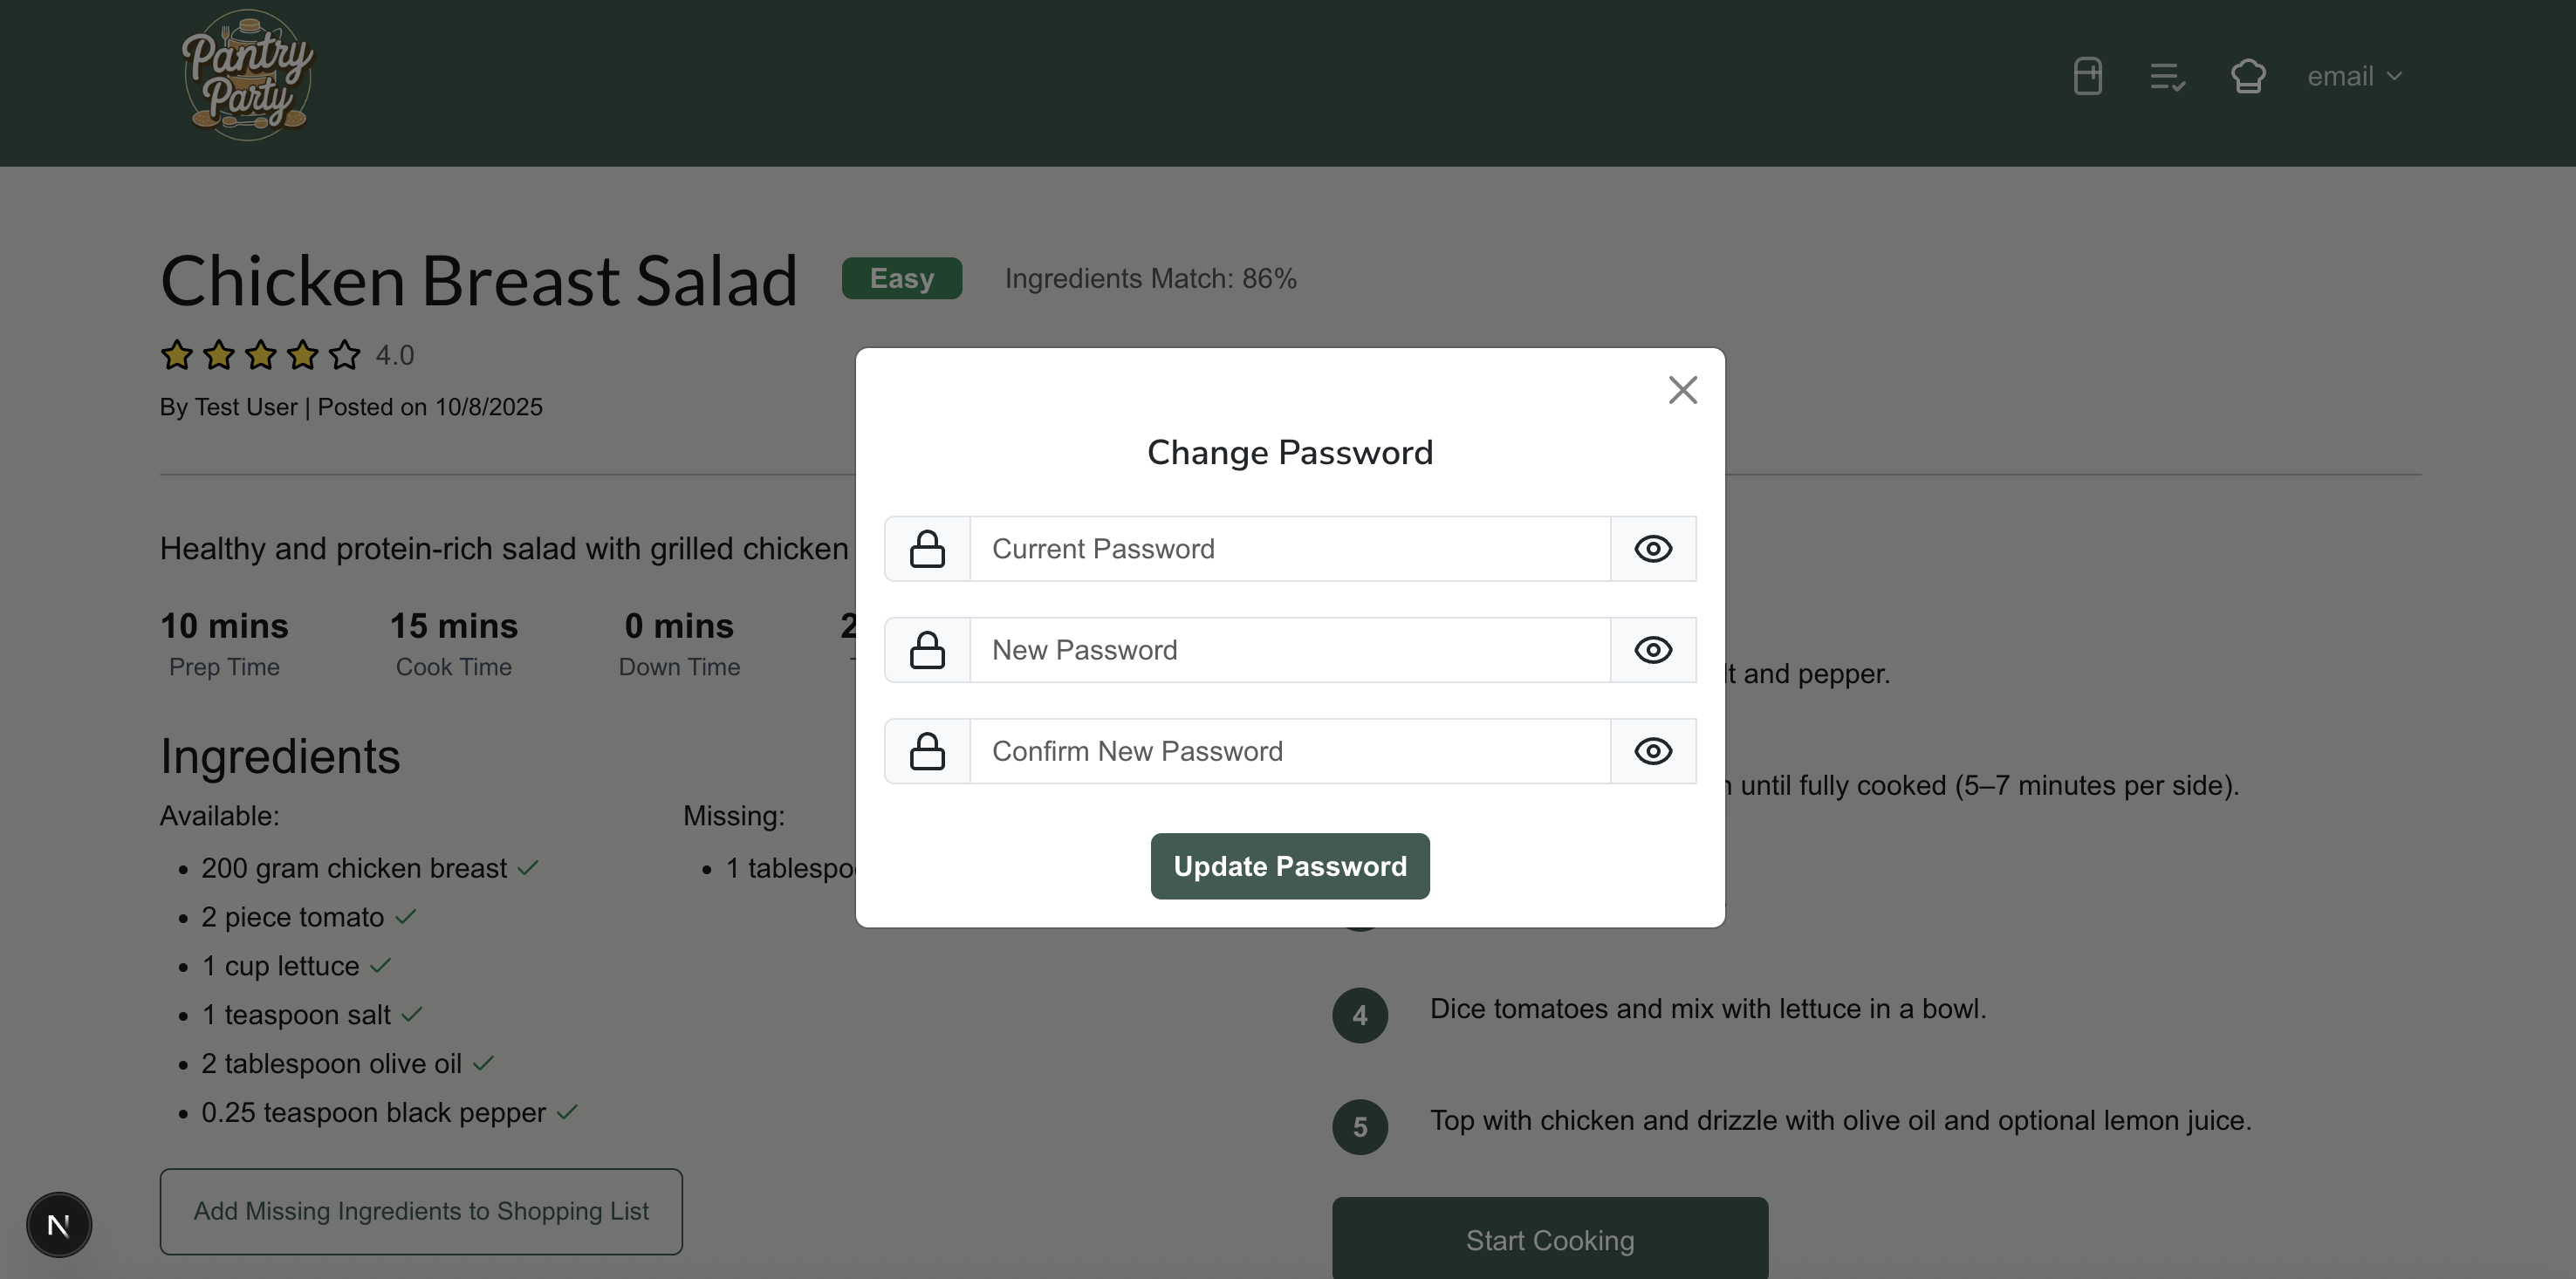 Pantry
Party
email
Chicken Breast Salad
Easy
Ingredients Match: 86%
4.0
By Test User | Posted on 10/8/2025
Healthy and protein-rich salad with grilled chicken
10 mins
Prep Time
15 mins
Cook Time
0 mins
Down Time
Ingredients
Available:
200 gram chicken breast
2 piece tomato
1 cup lettuce
1 teaspoon salt
2 tablespoon olive oil
0.25 teaspoon black pepper
Missing:
1
Add Missing Ingredients to Shopping List
Change Password
Current Password
New Password
Confirm New Password
Update Password
and pepper.
until fully cooked (5–7 minutes per side).
4
Dice tomatoes and mix with lettuce in a bowl.
5
Top with chicken and drizzle with olive oil and optional lemon juice.
Start Cooking
N